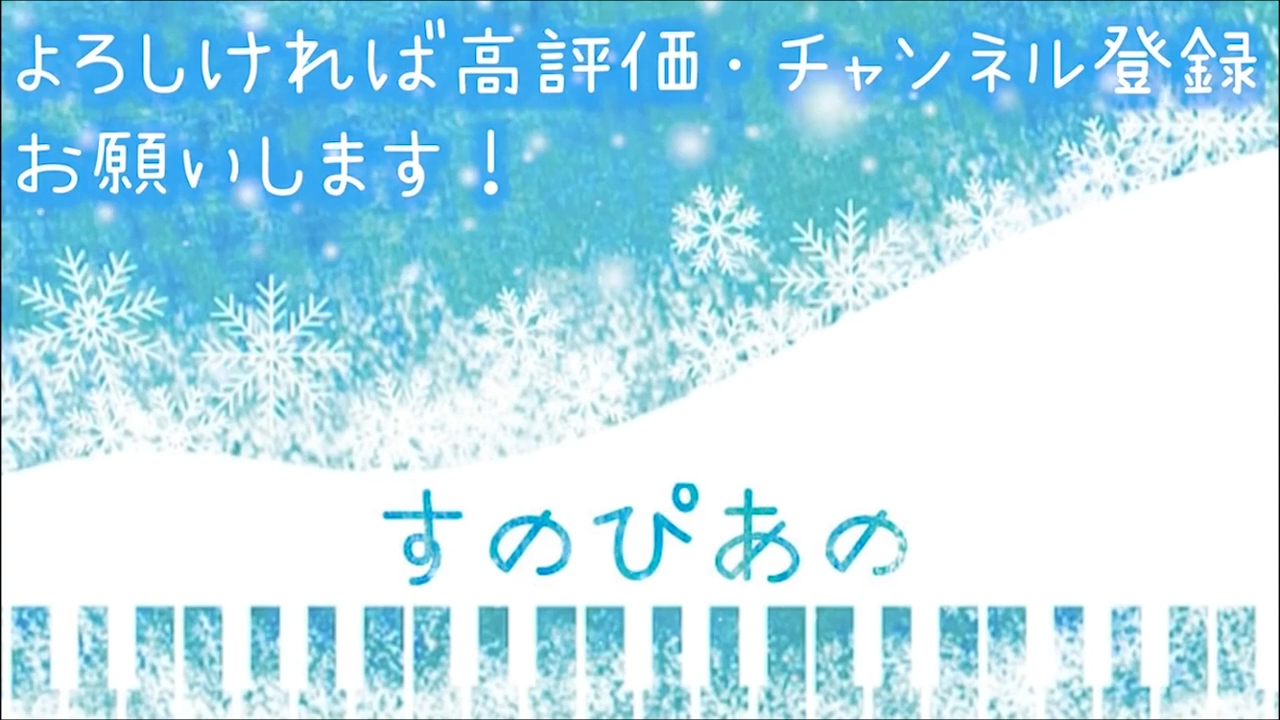 よろしければ高評価・チャンネル登録
お願いします！
すのぴあの